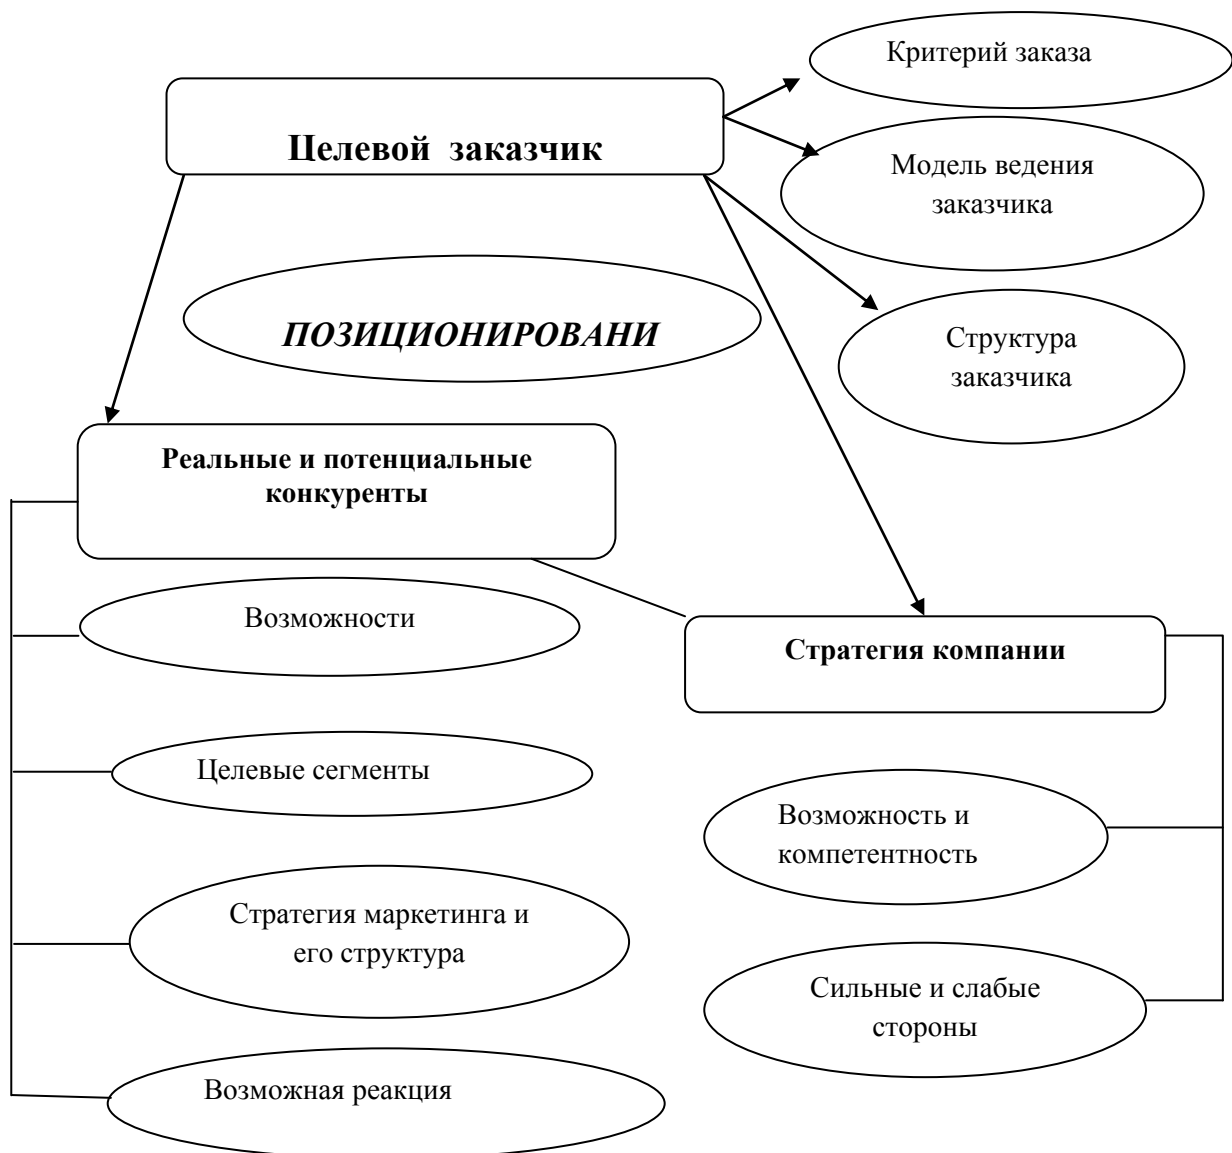 Критерий заказа
Целевой заказчик
Модель ведения
заказчика
ПОЗИЦИОНИРОВАНИ
Структура
заказчика
Реальные и потенциальные
конкуренты
Возможности
Стратегия компании
Целевые сегменты
Возможность и
компетентность
Стратегия маркетинга и
его структура
Сильные и слабые
стороны
Возможная реакция